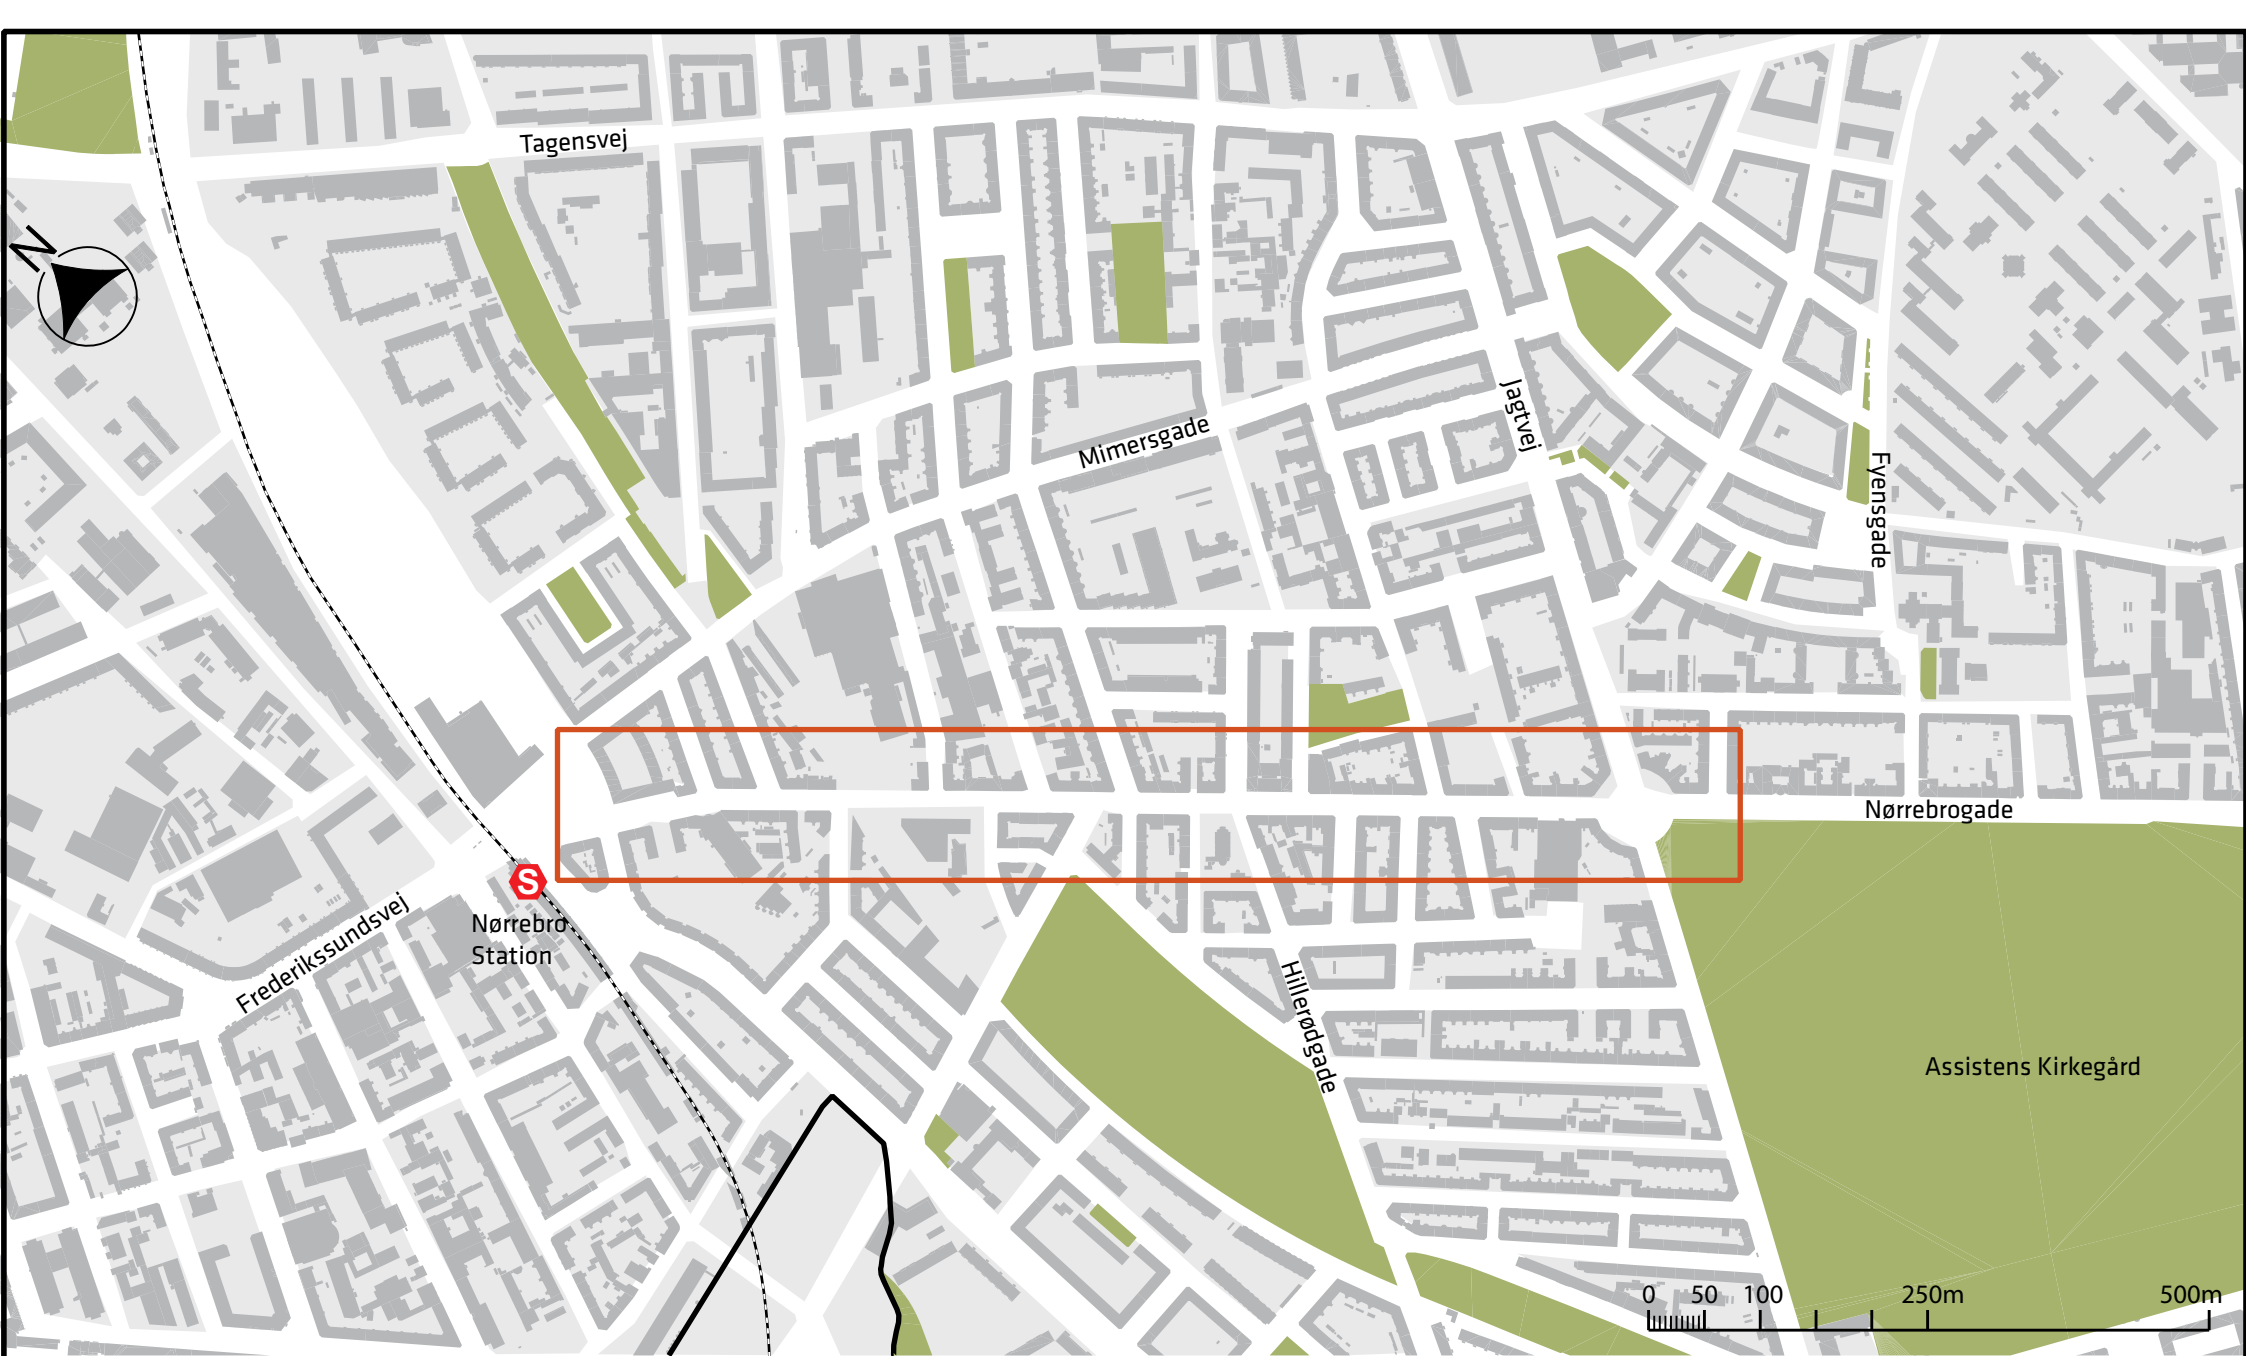 Tagensvej
N
Jagtvej
Mimersgade
Fyensgade
Nørrebrogade
S
Nørrebro
Station
Frederikssundsvej
Hillerødgade
Assistens Kirkegård
0 50 100 250m 500m